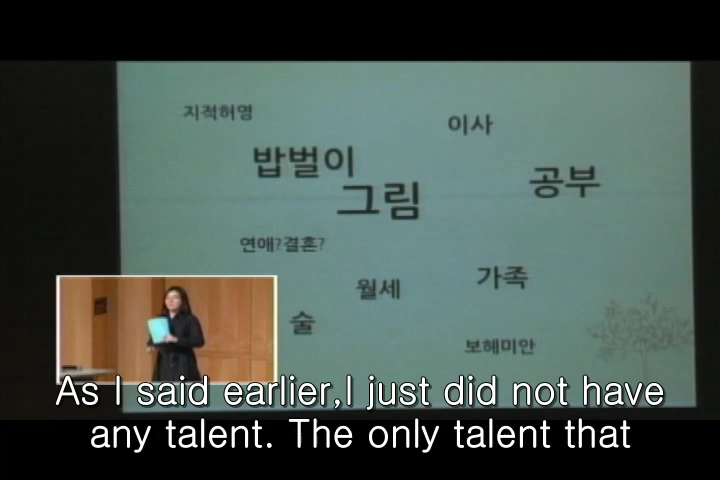 지적허영
이사
밥벌이
공부
그림
연애?결혼?
월세
가족
술
보헤미안
As I said earlier,I just did not have
any talent. The only talent that